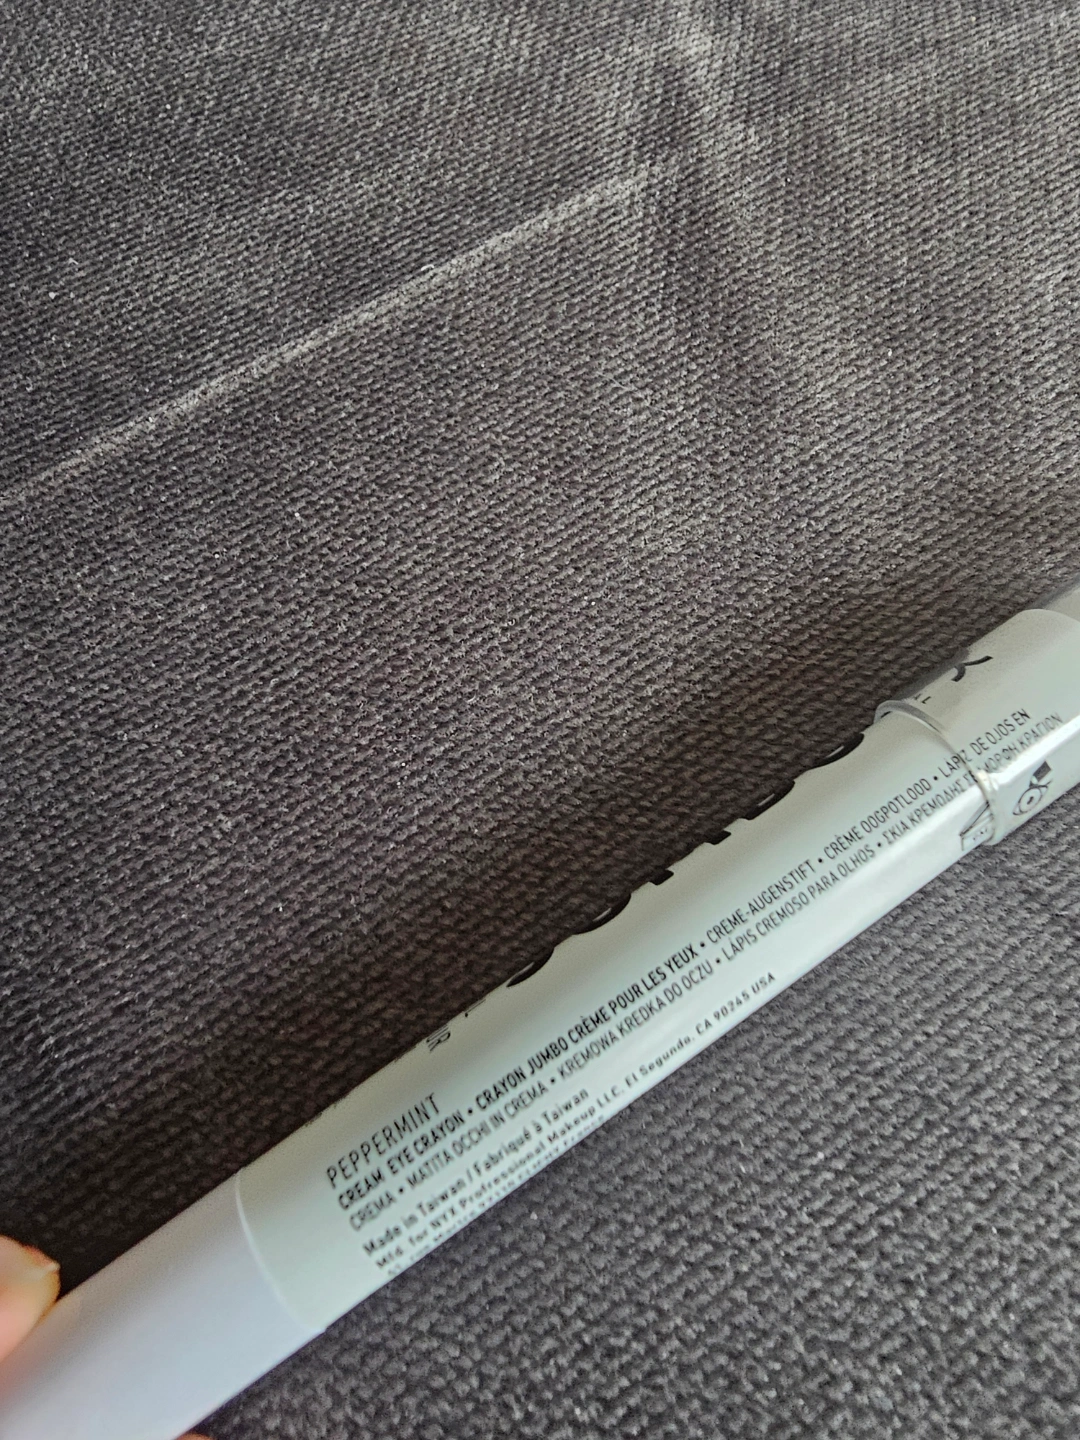 PEPPERMINT
CREAM EYE CRAYON • CRAYON JUMBO CRÈME POUR LES YEUX • CREME-AUGENSTIFT • CRÈME OOGPOTLOOD • LÁPIZ DE OJOS EN
CREMA • MATITA OCCHI IN CREMA • KREMOWA KREDKA DO OCZU • LÁPIS CREMOSO PARA OLHOS • ΣΚΙΑ ΚΡΕΜΩΔΗΣ ΚΡΑΓΙΟΝ
Made in Taiwan / Fabriqué à Taïwan
Mfd. for NYX Professional Makeup LLC. El Segundo, CA 90245 USA